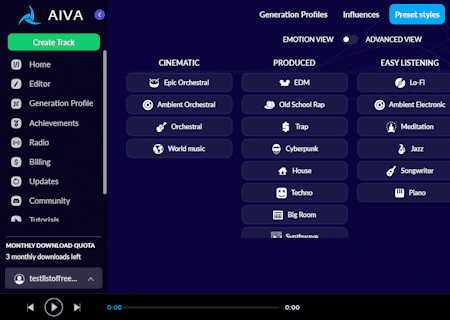 AIVA
Create Track
Home
Editor
Generation Profile
Achievements
Radio
Billing
Updates
Community
Tutorials
MONTHLY DOWNLOAD QUOTA
3 monthly downloads left
testlistoffree...
Generation Profiles
Influences
Preset styles
EMOTION VIEW
ADVANCED VIEW
CINEMATIC
Epic Orchestral
Ambient Orchestral
Orchestral
World music
PRODUCED
EDM
Old School Rap
Trap
Cyberpunk
House
Techno
Big Room
Synthwave
EASY LISTENING
Lo-Fi
Ambient Electronic
Meditation
Jazz
Songwriter
Piano
0:00
0:00